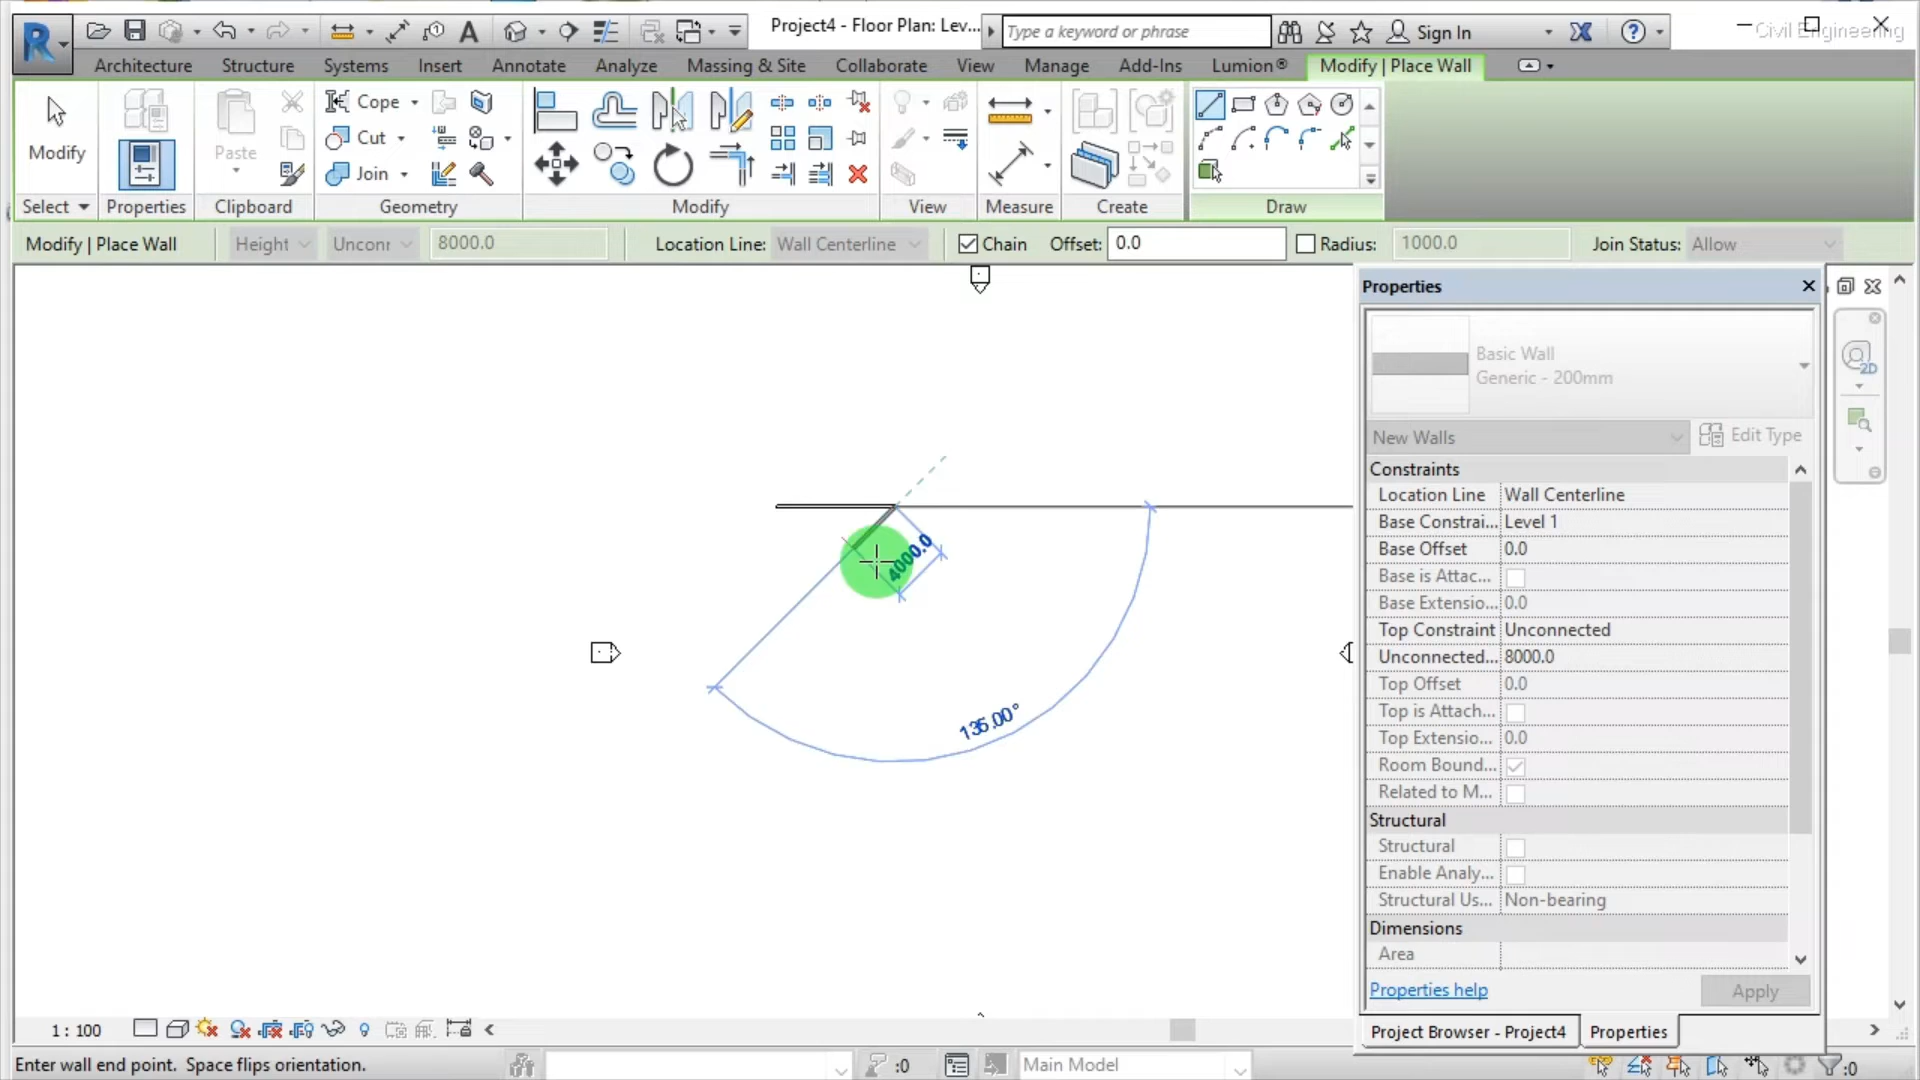 Project4 - Floor Plan: Lev...
Type a keyword or phrase
Sign In
Civil Engineering
Architecture
Structure
Systems
Insert
Annotate
Analyze
Massing & Site
Collaborate
View
Manage
Add-Ins
Lumion®
Modify | Place Wall
Modify
Paste
Cope
Cut
Join
Select
Properties
Clipboard
Geometry
Modify
View
Measure
Create
Draw
Modify | Place Wall
Height
Unconr
8000.0
Location Line:
Wall Centerline
Chain
Offset:
0.0
Radius:
1000.0
Join Status:
Allow
Properties
Basic Wall
Generic - 200mm
New Walls
Edit Type
Constraints
Location Line Wall Centerline
Base Constrai... Level 1
Base Offset 0.0
Base is Attac...
Base Extensio... 0.0
Top Constraint Unconnected
Unconnected... 8000.0
Top Offset 0.0
Top is Attach...
Top Extensio... 0.0
Room Bound...
Related to M...
Structural
Structural
Enable Analy...
Structural Us... Non-bearing
Dimensions
Area
Properties help
Apply
Project Browser - Project4
Properties
2D
4000.0
135.00°
1 : 100
Enter wall end point. Space flips orientation.
:0
Main Model
:0